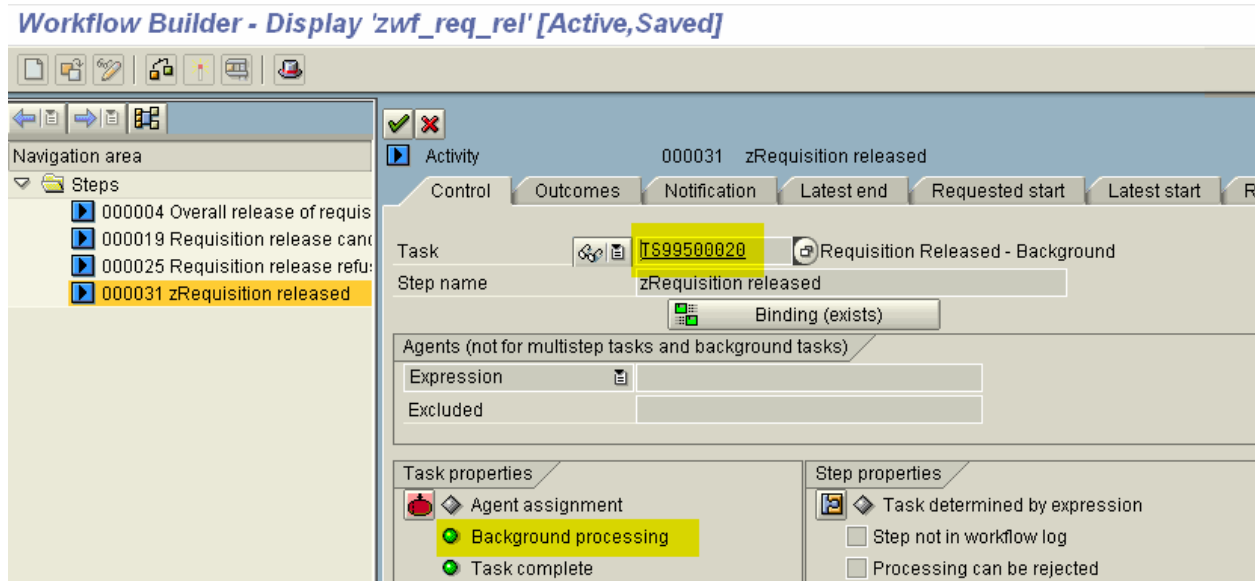 Workflow Builder - Display 'zwf_req_rel' [Active,Saved]
Navigation area
Steps
000004 Overall release of requis
000019 Requisition release canc
000025 Requisition release refu
000031 zRequisition released
Activity 000031 zRequisition released
Control Outcomes Notification Latest end Requested start Latest start R
Task TS99500020 Requisition Released - Background
Step name zRequisition released
Binding (exists)
Agents (not for multistep tasks and background tasks)
Expression
Excluded
Task properties
Agent assignment
Background processing
Task complete
Step properties
Task determined by expression
Step not in workflow log
Processing can be rejected